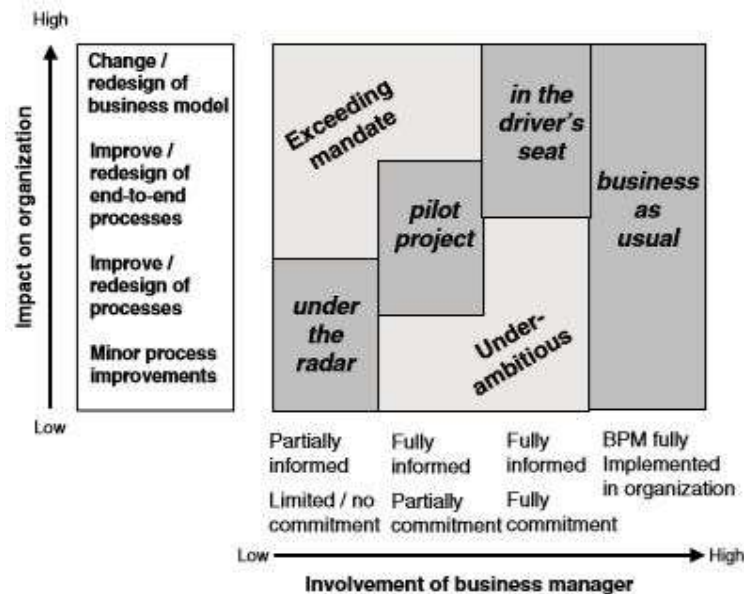 High
Impact on organization
Low
Change /
redesign of
business model
Improve /
redesign of
end-to-end
processes
Improve /
redesign of
processes
Minor process
improvements
Exceeding
mandate
in the
driver's
seat
business
as
usual
pilot
project
under
the
radar
Under-
ambitious
Partially
informed
Limited / no
commitment
Fully
informed
Partially
commitment
Fully
informed
Fully
commitment
BPM fully
Implemented
in organization
Low
High
Involvement of business manager